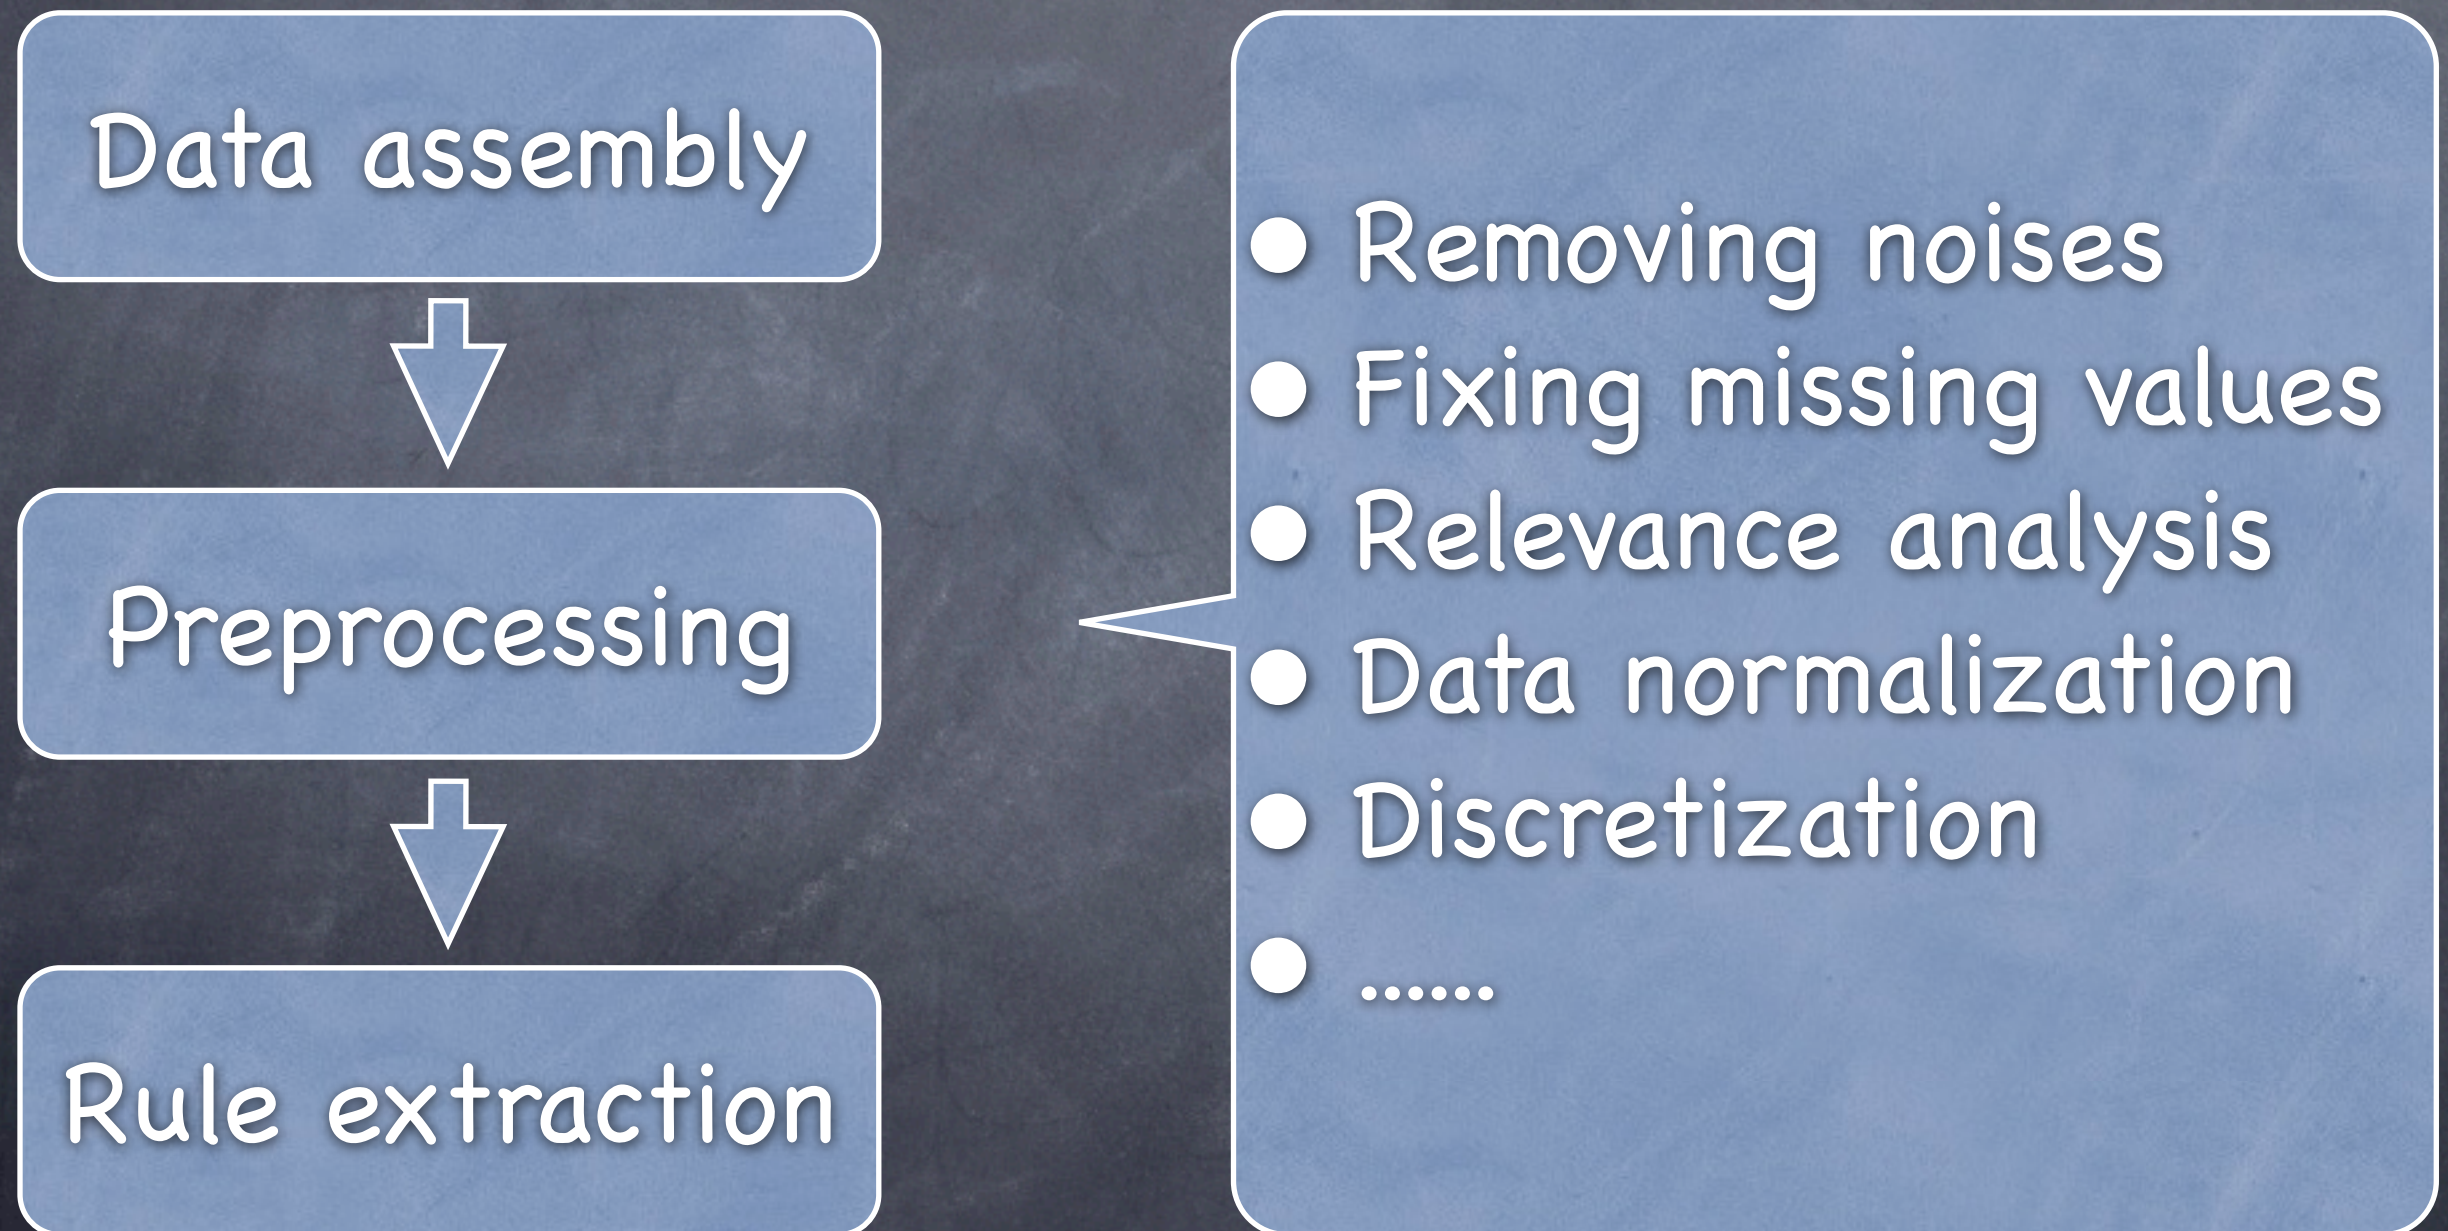 Data assembly
Preprocessing
Rule extraction
● Removing noises
● Fixing missing values
● Relevance analysis
● Data normalization
● Discretization
● ......